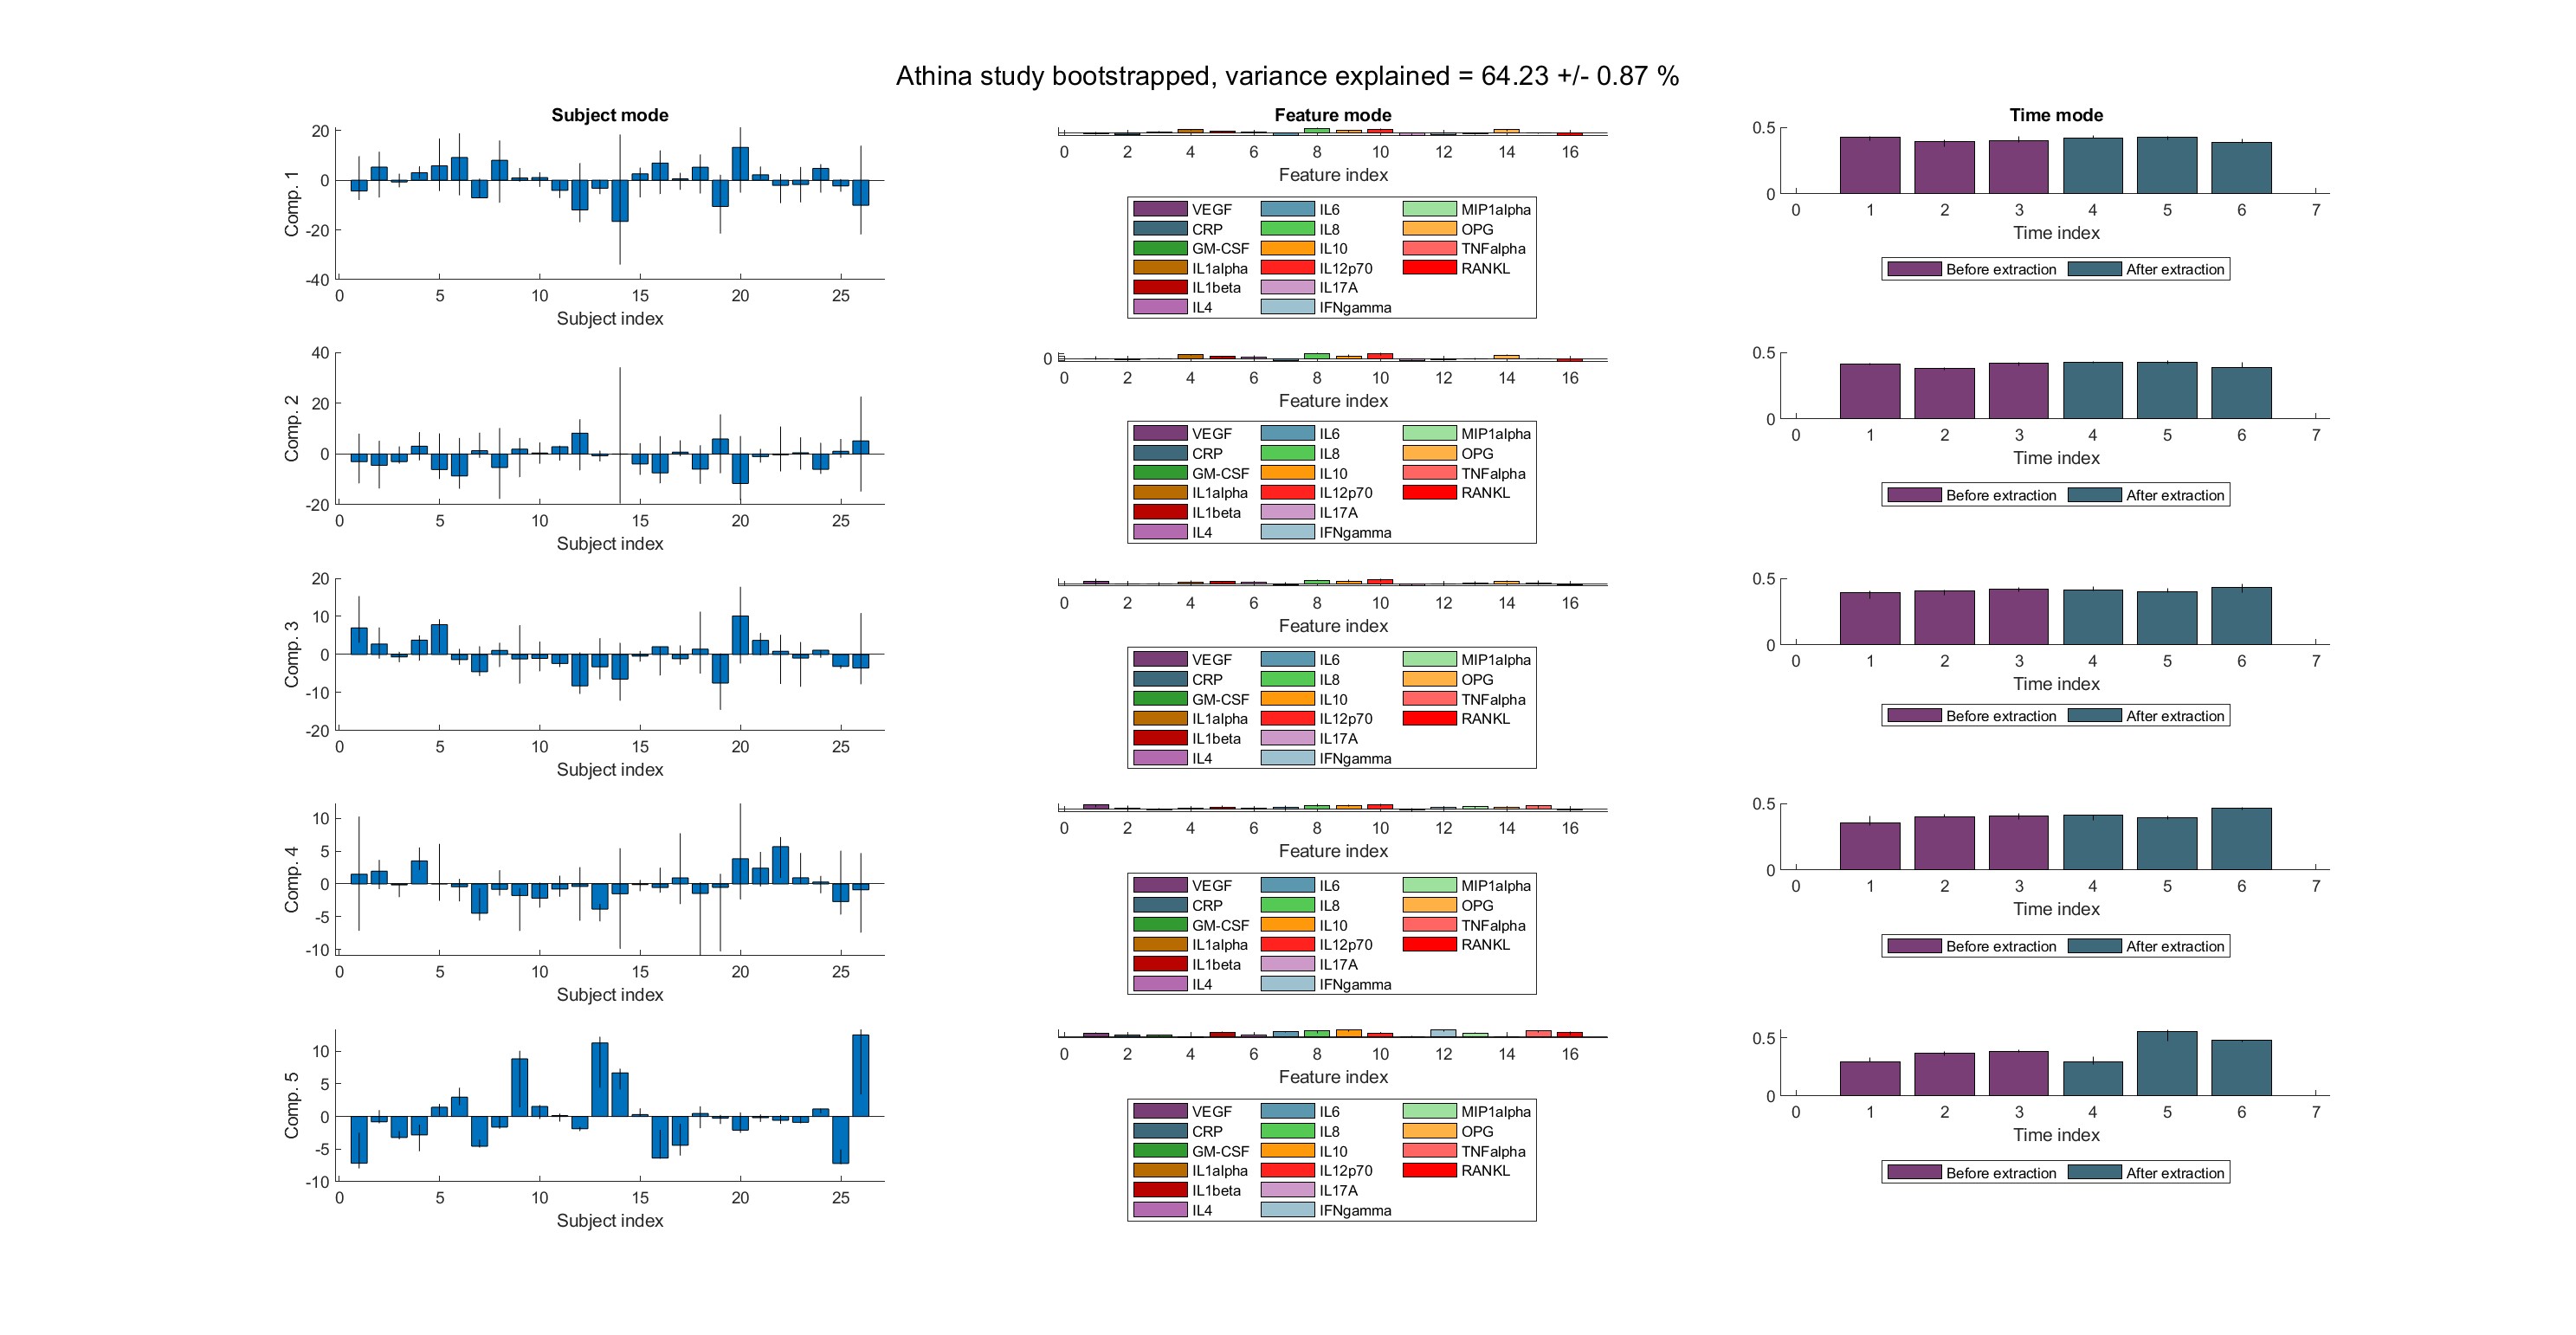 Athina study bootstrapped, variance explained = 64.23 +/- 0.87 %
Subject mode
Feature mode
Time mode
Comp. 1
20
0
-20
-40
0 5 10 15 20 25
Subject index
0 2 4 6 8 10 12 14 16
Feature index
VEGF IL6 MIP1alpha
CRP IL8 OPG
GM-CSF IL10 TNFalpha
IL1alpha IL12p70 RANKL
IL1beta IL17A
IL4 IFNgamma
0.5
0
0 1 2 3 4 5 6 7
Time index
Before extraction After extraction
Comp. 2
40
20
0
-20
0 5 10 15 20 25
Subject index
0
0 2 4 6 8 10 12 14 16
Feature index
VEGF IL6 MIP1alpha
CRP IL8 OPG
GM-CSF IL10 TNFalpha
IL1alpha IL12p70 RANKL
IL1beta IL17A
IL4 IFNgamma
0.5
0
0 1 2 3 4 5 6 7
Time index
Before extraction After extraction
Comp. 3
20
10
0
-10
-20
0 5 10 15 20 25
Subject index
0 2 4 6 8 10 12 14 16
Feature index
VEGF IL6 MIP1alpha
CRP IL8 OPG
GM-CSF IL10 TNFalpha
IL1alpha IL12p70 RANKL
IL1beta IL17A
IL4 IFNgamma
0.5
0
0 1 2 3 4 5 6 7
Time index
Before extraction After extraction
Comp. 4
10
5
0
-5
-10
0 5 10 15 20 25
Subject index
0 2 4 6 8 10 12 14 16
Feature index
VEGF IL6 MIP1alpha
CRP IL8 OPG
GM-CSF IL10 TNFalpha
IL1alpha IL12p70 RANKL
IL1beta IL17A
IL4 IFNgamma
0.5
0
0 1 2 3 4 5 6 7
Time index
Before extraction After extraction
Comp. 5
10
5
0
-5
-10
0 5 10 15 20 25
Subject index
0 2 4 6 8 10 12 14 16
Feature index
VEGF IL6 MIP1alpha
CRP IL8 OPG
GM-CSF IL10 TNFalpha
IL1alpha IL12p70 RANKL
IL1beta IL17A
IL4 IFNgamma
0.5
0
0 1 2 3 4 5 6 7
Time index
Before extraction After extraction